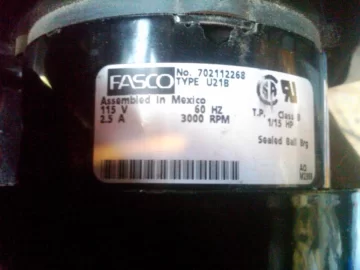 FASCO
No. 702112268
TYPE U21B
Assembled in Mexico
115 V 60 HZ
2.5 A 3000 RPM
T.P. Class B
1/15 HP
Sealed Ball Brg
AO